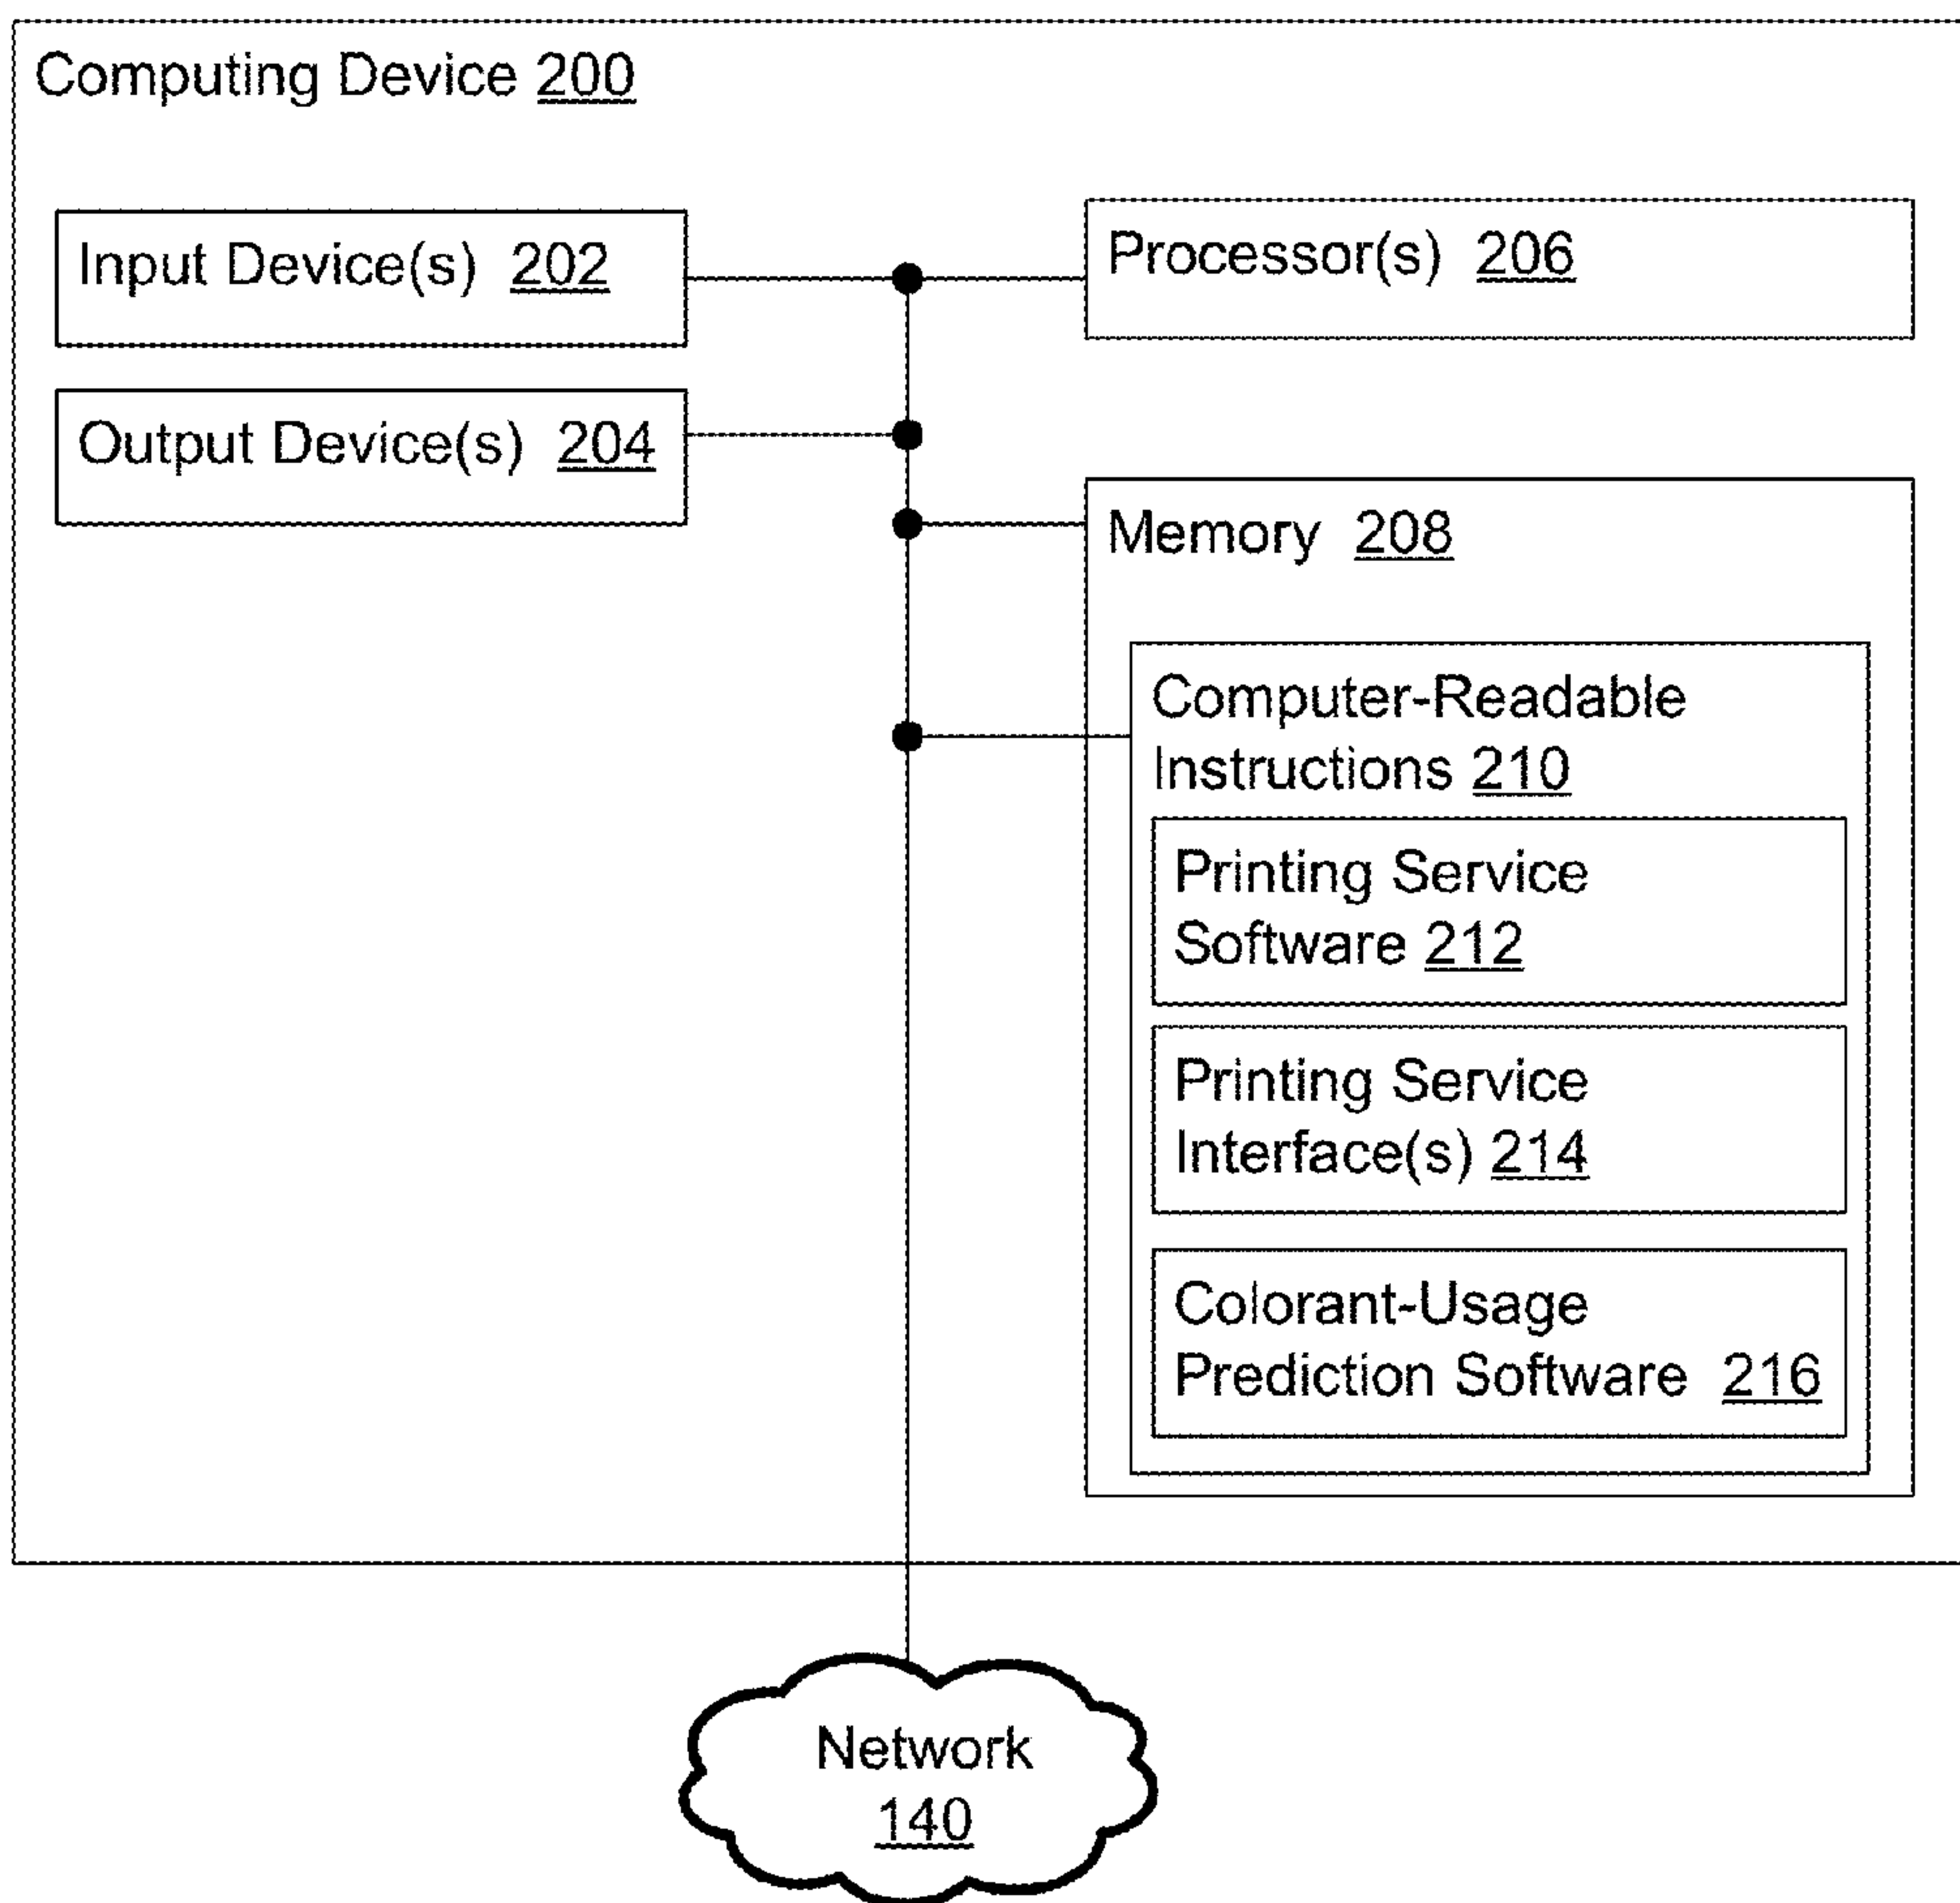 Computing Device 200
Input Device(s) 202
Processor(s) 206
Output Device(s) 204
Memory 208
Computer-Readable
Instructions 210
Printing Service
Software 212
Printing Service
Interface(s) 214
Colorant-Usage
Prediction Software 216
Network
140